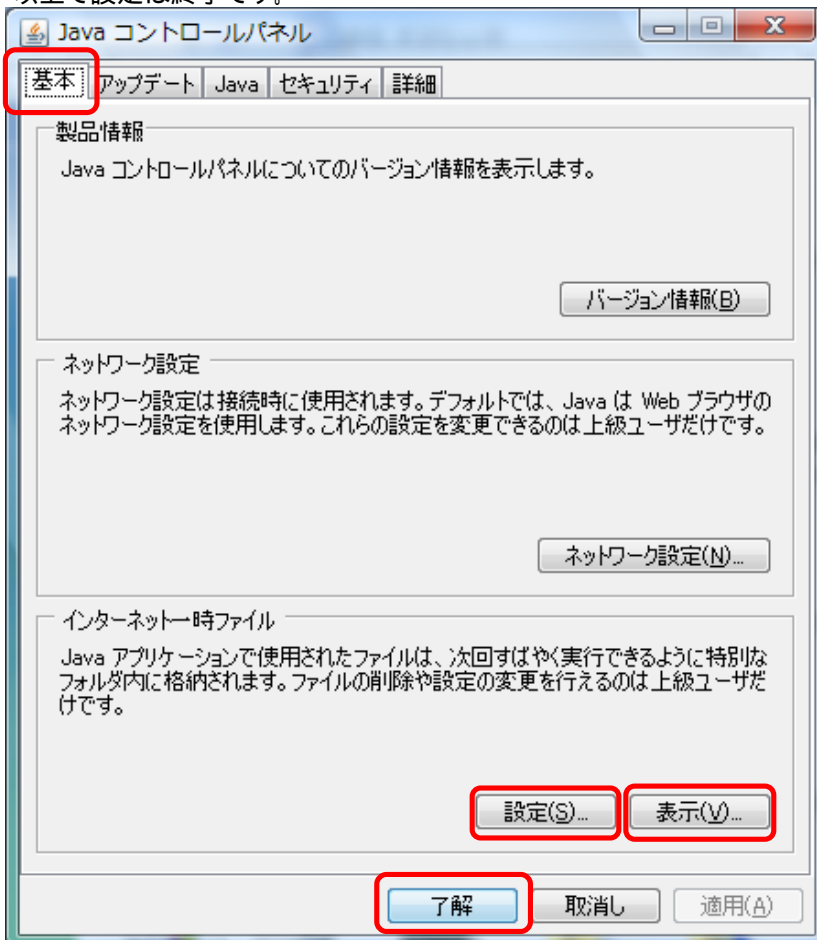 以上で設定は終了です。
Java コントロールパネル
基本 アップデート Java セキュリティ 詳細
製品情報
Java コントロールパネルについてのバージョン情報を表示します。
バージョン情報(B)
ネットワーク設定
ネットワーク設定は接続時に使用されます。デフォルトでは、Java は Web ブラウザの
ネットワーク設定を使用します。これらの設定を変更できるのは上級ユーザだけです。
ネットワーク設定(N)...
インターネット一時ファイル
Java アプリケーションで使用されたファイルは、次回すばやく実行できるように特別な
フォルダ内に格納されます。ファイルの削除や設定の変更を行えるのは上級ユーザだ
けです。
設定(S)... 表示(V)...
了解 取消し 適用(A)